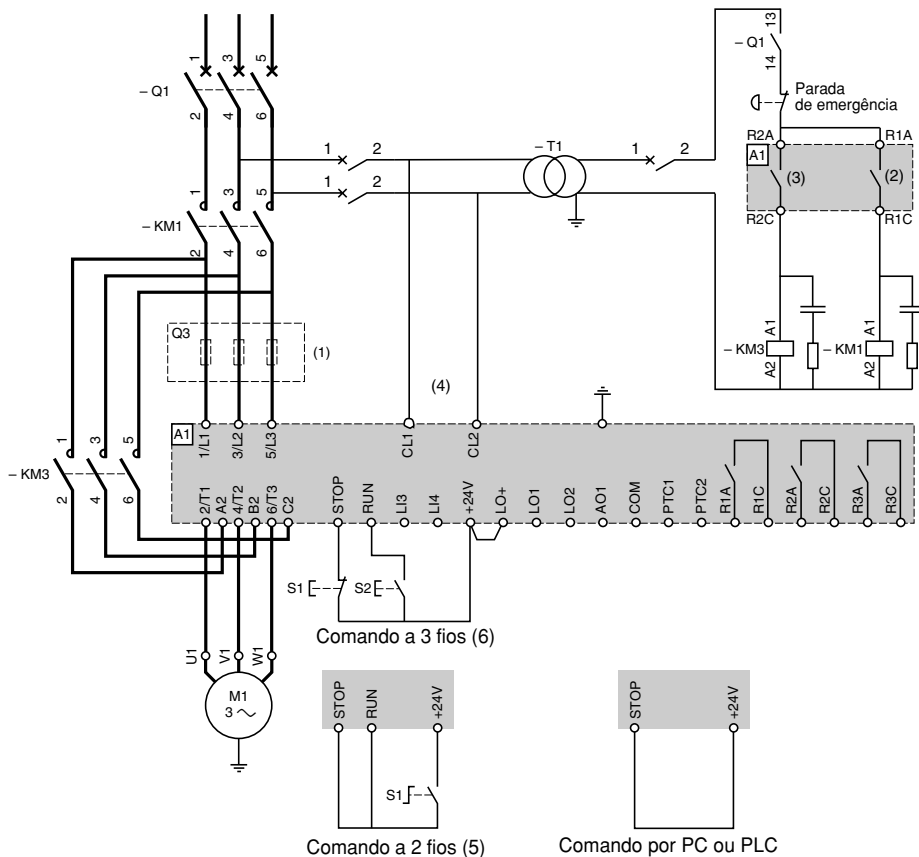 1 3 5
– Q1
2 4 6
1 2
1 2
– T1
1 2
13
– Q1
14
Parada
de emergência
R2A R1A
A1
(3) (2)
R2C R1C
A1 A1
– KM3 – KM1
A2 A2
1 3 5
– KM1
2 4 6
Q3
(1)
(4)
A1
1/L1 3/L2 5/L3 CL1 CL2
1 3 5
– KM3
2 4 6
2/T1 A2 4/T2 B2 6/T3 C2 STOP RUN LI3 LI4 +24V LO+ LO1 LO2 AO1 COM PTC1 PTC2 R1A R1C R2A R2C R3A R3C
S1 S2
Comando a 3 fios (6)
U1 V1 W1
M1
3
STOP RUN +24V
S1
Comando a 2 fios (5)
STOP +24V
Comando por PC ou PLC